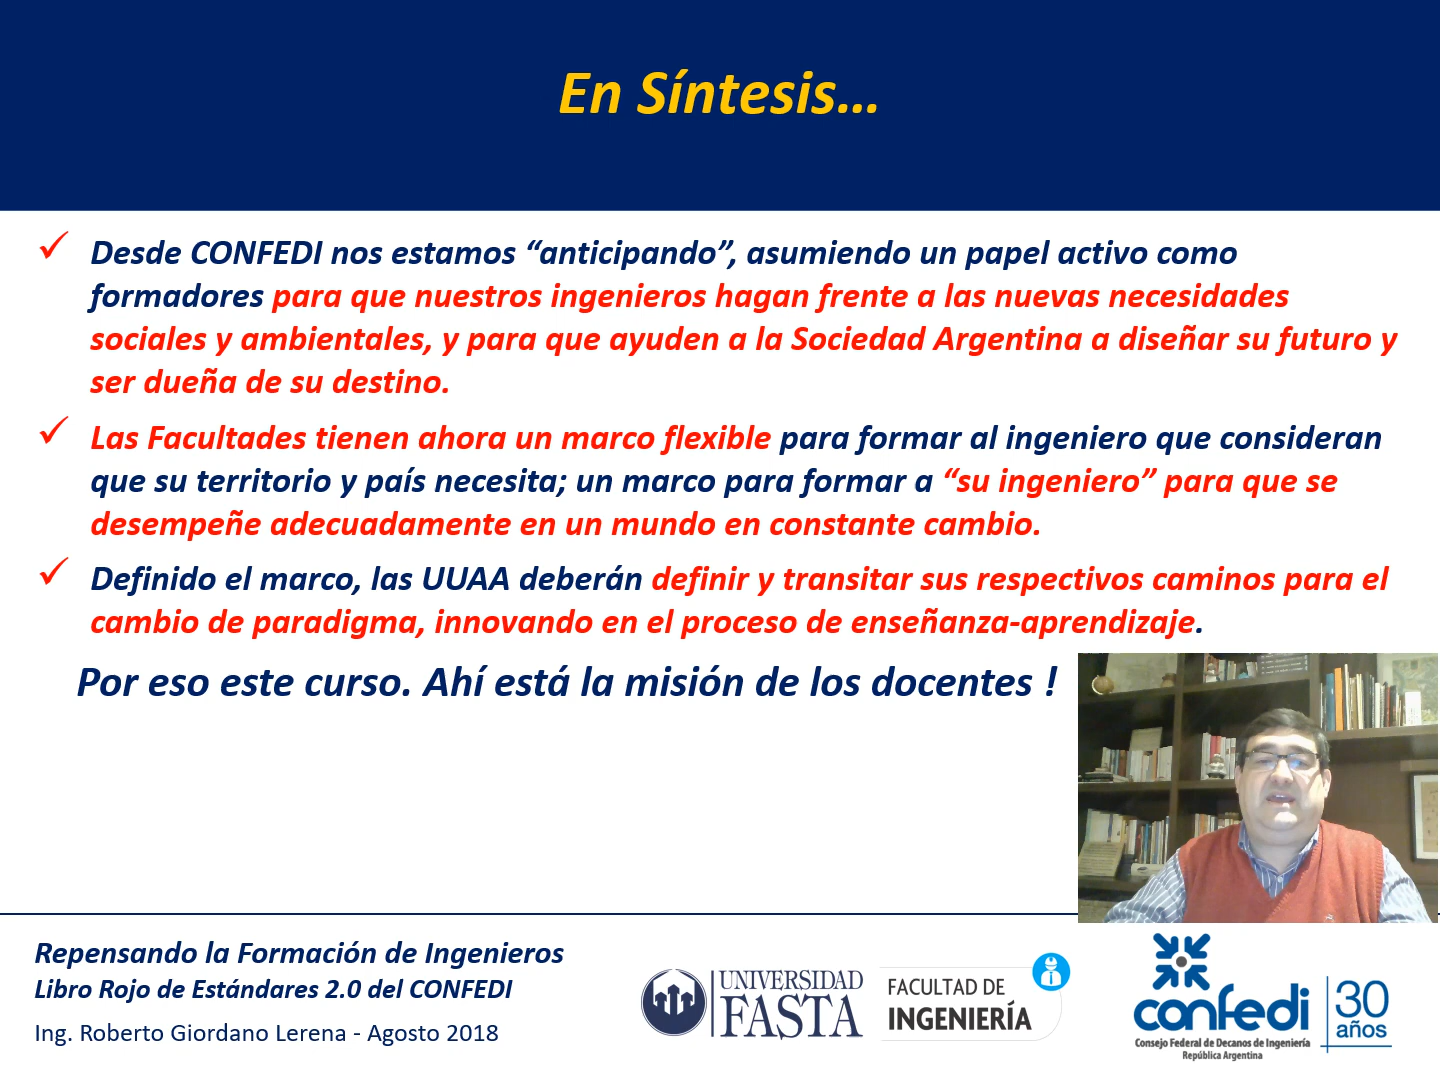 En Síntesis...
Desde CONFEDI nos estamos “anticipando”, asumiendo un papel activo como
formadores para que nuestros ingenieros hagan frente a las nuevas necesidades
sociales y ambientales, y para que ayuden a la Sociedad Argentina a diseñar su futuro y
ser dueña de su destino.
Las Facultades tienen ahora un marco flexible para formar al ingeniero que consideran
que su territorio y país necesita; un marco para formar a “su ingeniero” para que se
desempeñe adecuadamente en un mundo en constante cambio.
Definido el marco, las UUAA deberán definir y transitar sus respectivos caminos para el
cambio de paradigma, innovando en el proceso de enseñanza-aprendizaje.
Por eso este curso. Ahí está la misión de los docentes !
Repensando la Formación de Ingenieros
Libro Rojo de Estándares 2.0 del CONFEDI
Ing. Roberto Giordano Lerena - Agosto 2018
UNIVERSIDAD
FASTA
FACULTAD DE
INGENIERÍA
confedi
Consejo Federal de Decanos de Ingeniería
República Argentina
30
años